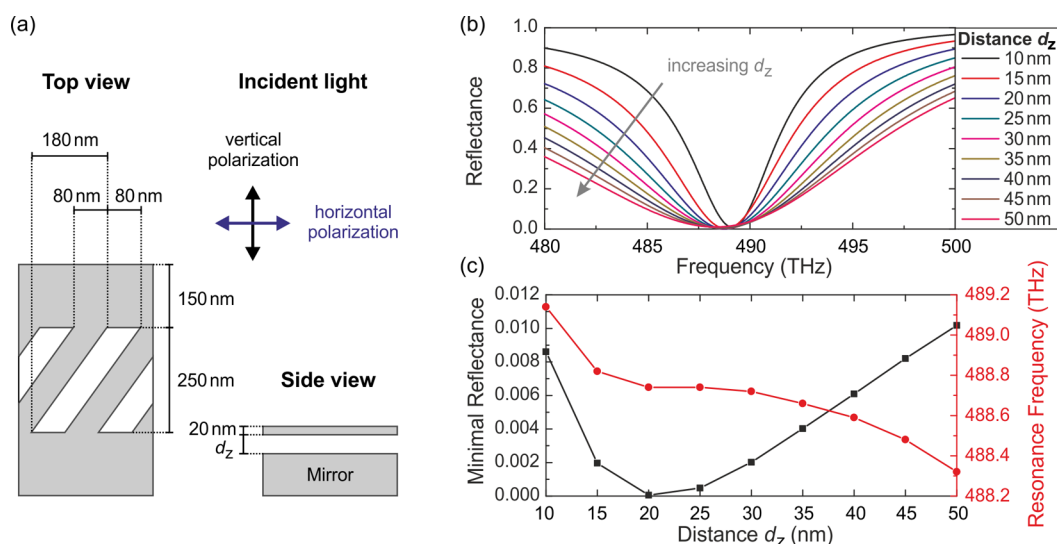 (a)
Top view
Incident light
180 nm
vertical
polarization
80 nm
80 nm
horizontal
polarization
150 nm
250 nm
Side view
20 nm
dz
Mirror
(b)
1.0
0.8
0.6
0.4
0.2
0.0
Reflectance
increasing dz
480
485
490
495
500
Frequency (THz)
Distance dz
10 nm
15 nm
20 nm
25 nm
30 nm
35 nm
40 nm
45 nm
50 nm
(c)
0.012
0.010
0.008
0.006
0.004
0.002
0.000
Minimal Reflectance
10
15
20
25
30
35
40
45
50
Distance dz (nm)
489.2
489.0
488.8
488.6
488.4
488.2
Resonance Frequency (THz)